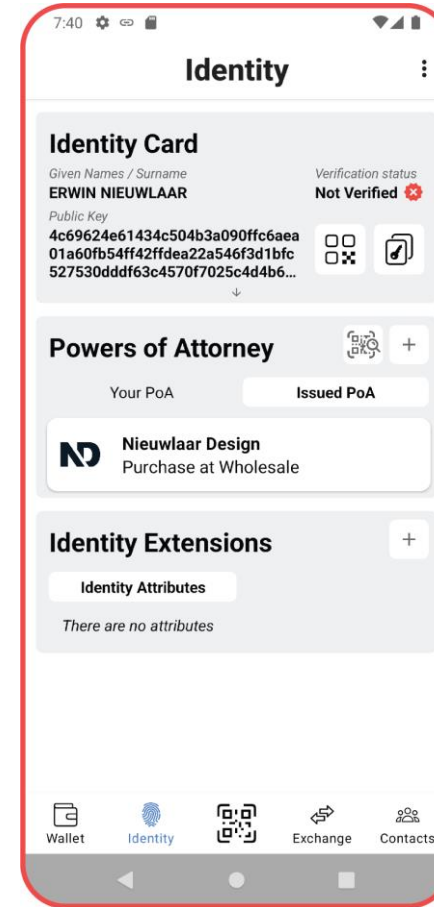 7:40
Identity
Identity Card
Given Names / Surname
Verification status
ERWIN NIEUWLAAR
Not Verified
Public Key
4c69624e61434c504b3a090ffc6aea
01a60fb54ff42ffdea22a546f3d1bfc
527530dddf63c4570f7025c4d4b6...
Powers of Attorney
Your PoA
Issued PoA
ND
Nieuwlaar Design
Purchase at Wholesale
Identity Extensions
Identity Attributes
There are no attributes
Wallet
Identity
Exchange
Contacts